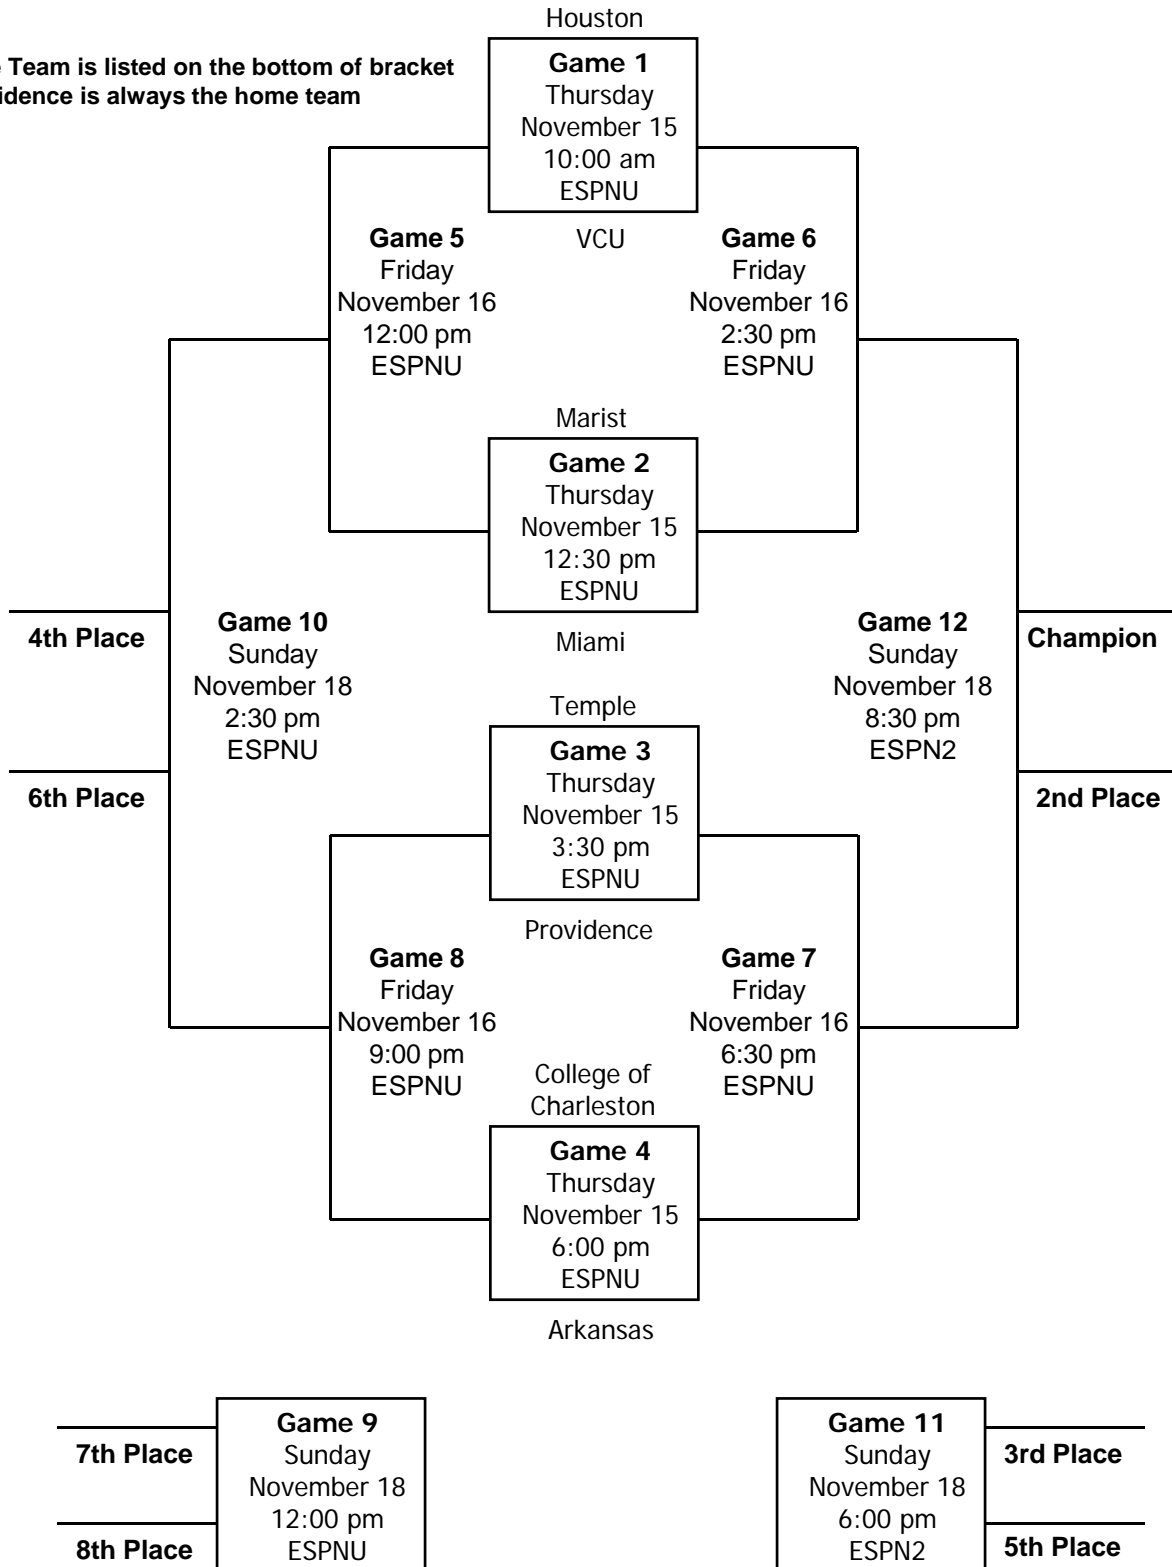 Houston
Team is listed on the bottom of bracket
is always the home team
Game 1
Thursday
November 15
10:00 am
ESPNU
VCU
Game 5
Friday
November 16
12:00 pm
ESPNU
Game 6
Friday
November 16
2:30 pm
ESPNU
Marist
Game 2
Thursday
November 15
12:30 pm
ESPNU
Miami
4th Place
6th Place
Game 10
Sunday
November 18
2:30 pm
ESPNU
Game 12
Sunday
November 18
8:30 pm
ESPN2
Champion
2nd Place
Temple
Game 3
Thursday
November 15
3:30 pm
ESPNU
Providence
Game 8
Friday
November 16
9:00 pm
ESPNU
Game 7
Friday
November 16
6:30 pm
ESPNU
College of
Charleston
Game 4
Thursday
November 15
6:00 pm
ESPNU
Arkansas
7th Place
8th Place
Game 9
Sunday
November 18
12:00 pm
ESPNU
Game 11
Sunday
November 18
6:00 pm
ESPN2
3rd Place
5th Place